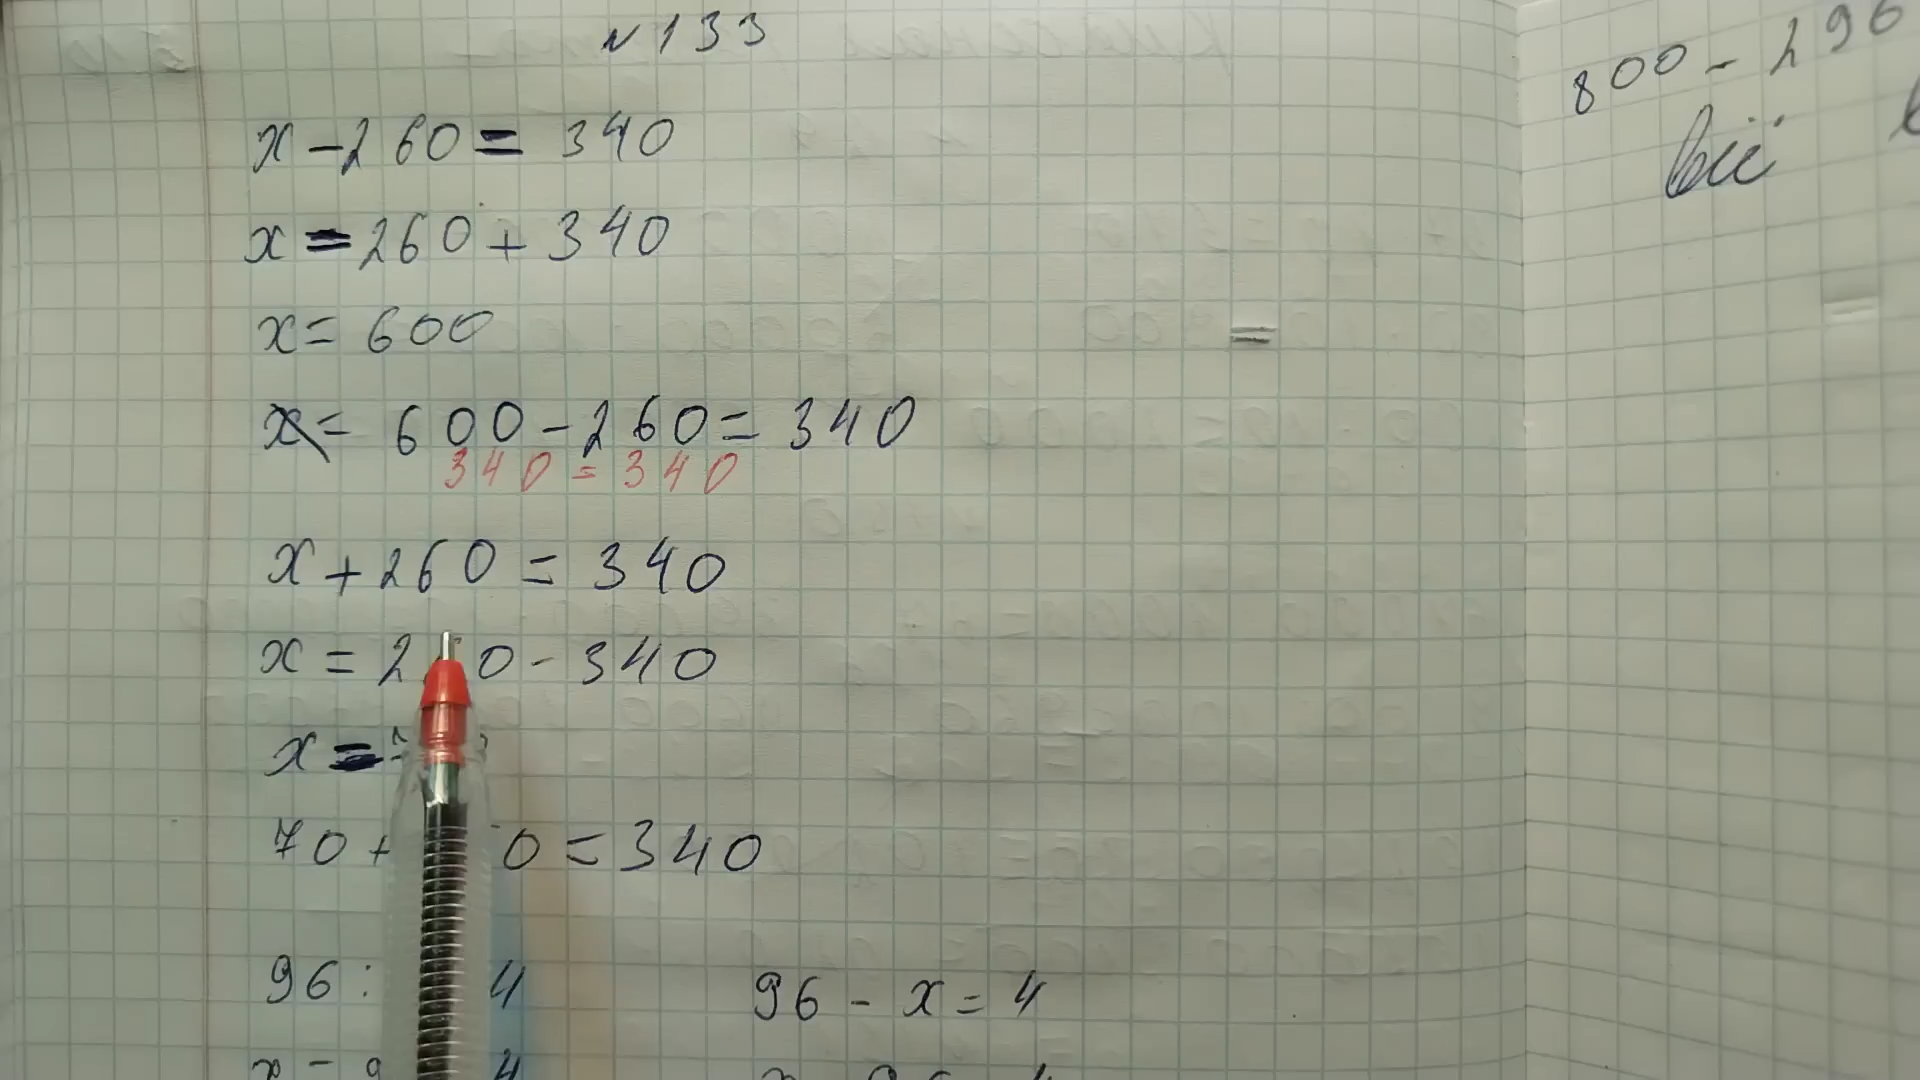 №133
x - 260 = 340
x = 260 + 340
x = 600
x = 600 - 260 = 340
340 = 340
x + 260 = 340
x = 2 0 - 340
x =
70 + 0 = 340
96 : 4
96 - x = 4
800 - 296